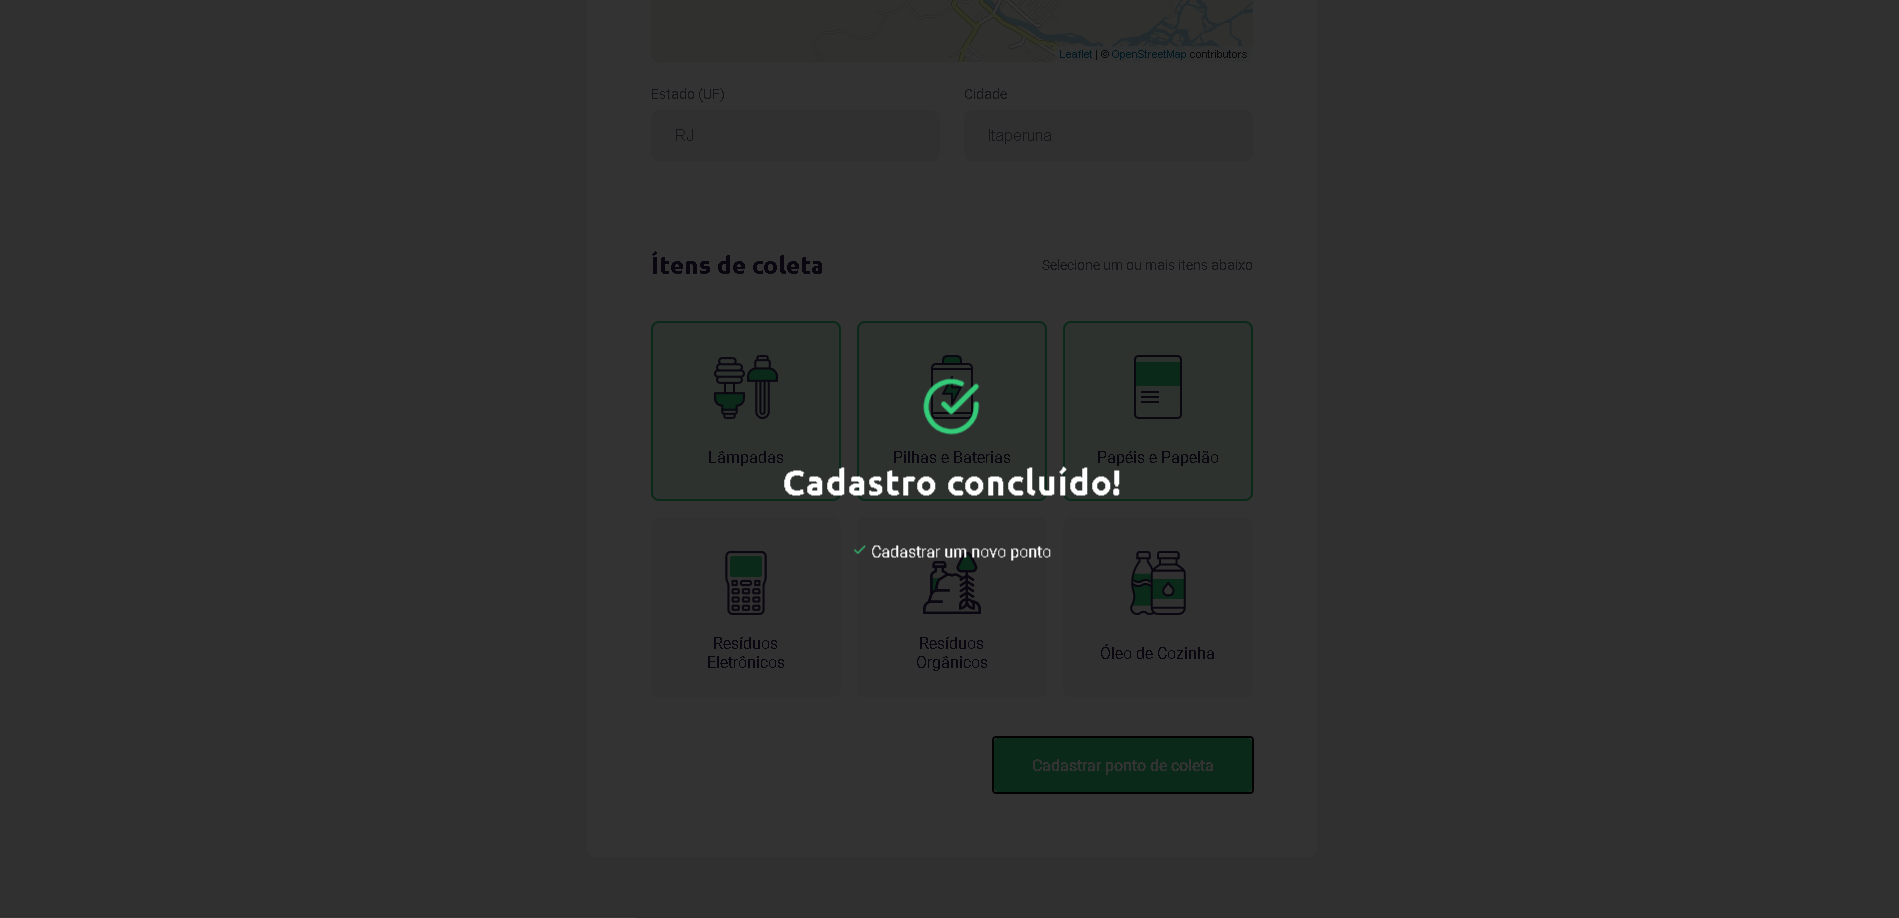 Leaflet | © OpenStreetMap contributors
Estado (UF)
Cidade
RJ
Itaperuna
Ítens de coleta
Selecione um ou mais itens abaixo
Lâmpadas
Pilhas e Baterias
Papéis e Papelão
Cadastro concluído!
Cadastrar um novo ponto
Resíduos
Eletrônicos
Resíduos
Orgânicos
Óleo de Cozinha
Cadastrar ponto de coleta